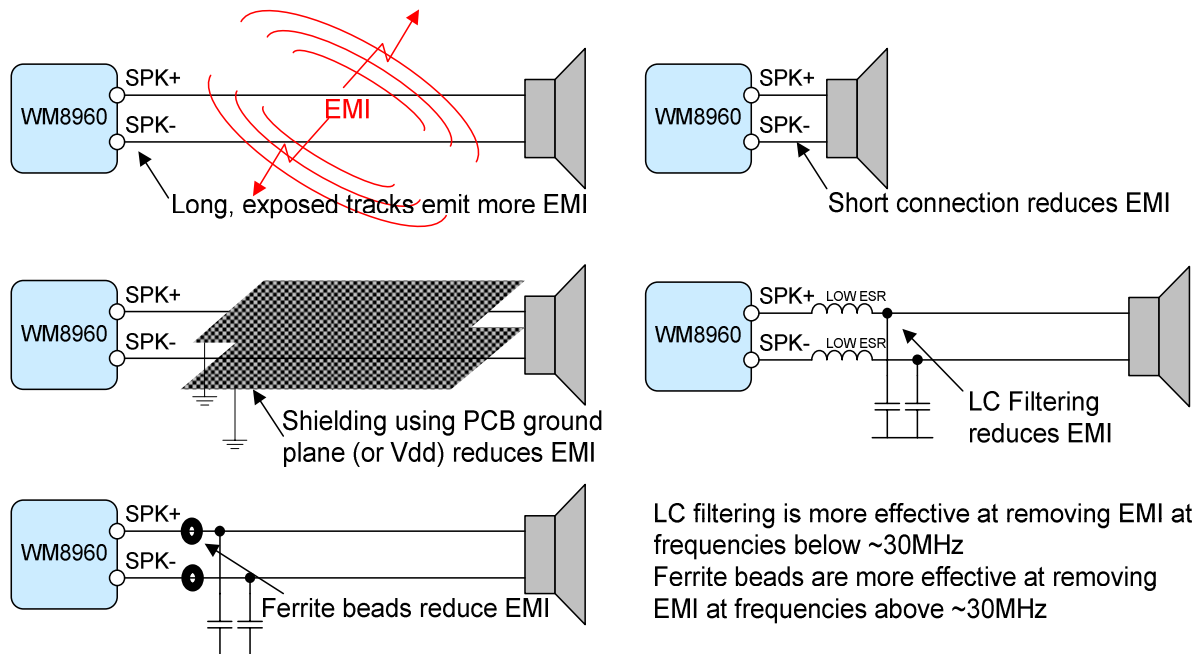 WM8960
SPK+
SPK-
EMI
Long, exposed tracks emit more EMI
WM8960
SPK+
SPK-
Short connection reduces EMI
WM8960
SPK+
SPK-
Shielding using PCB ground
plane (or Vdd) reduces EMI
WM8960
SPK+
SPK-
LOW ESR
LOW ESR
LC Filtering
reduces EMI
WM8960
SPK+
SPK-
Ferrite beads reduce EMI
LC filtering is more effective at removing EMI at
frequencies below ~30MHz
Ferrite beads are more effective at removing
EMI at frequencies above ~30MHz